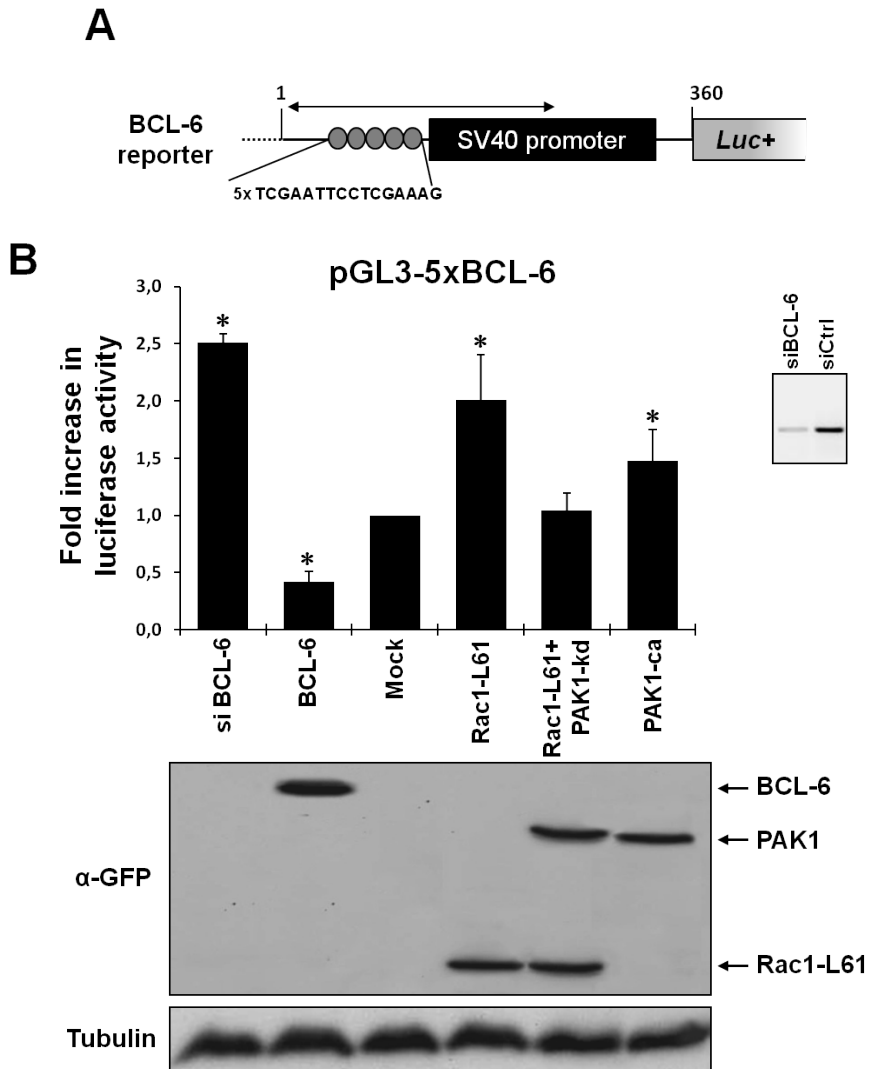 A
1
360
BCL-6
reporter
SV40 promoter
Luc+
5x TCGAATTCCTCGAAAG
B
pGL3-5xBCL-6
Fold increase in
luciferase activity
3,0
2,5
2,0
1,5
1,0
0,5
0,0
*
*
*
*
si BCL-6
BCL-6
Mock
Rac1-L61
Rac1-L61+
PAK1-kd
PAK1-ca
siBCL-6
siCtrl
α-GFP
BCL-6
PAK1
Rac1-L61
Tubulin